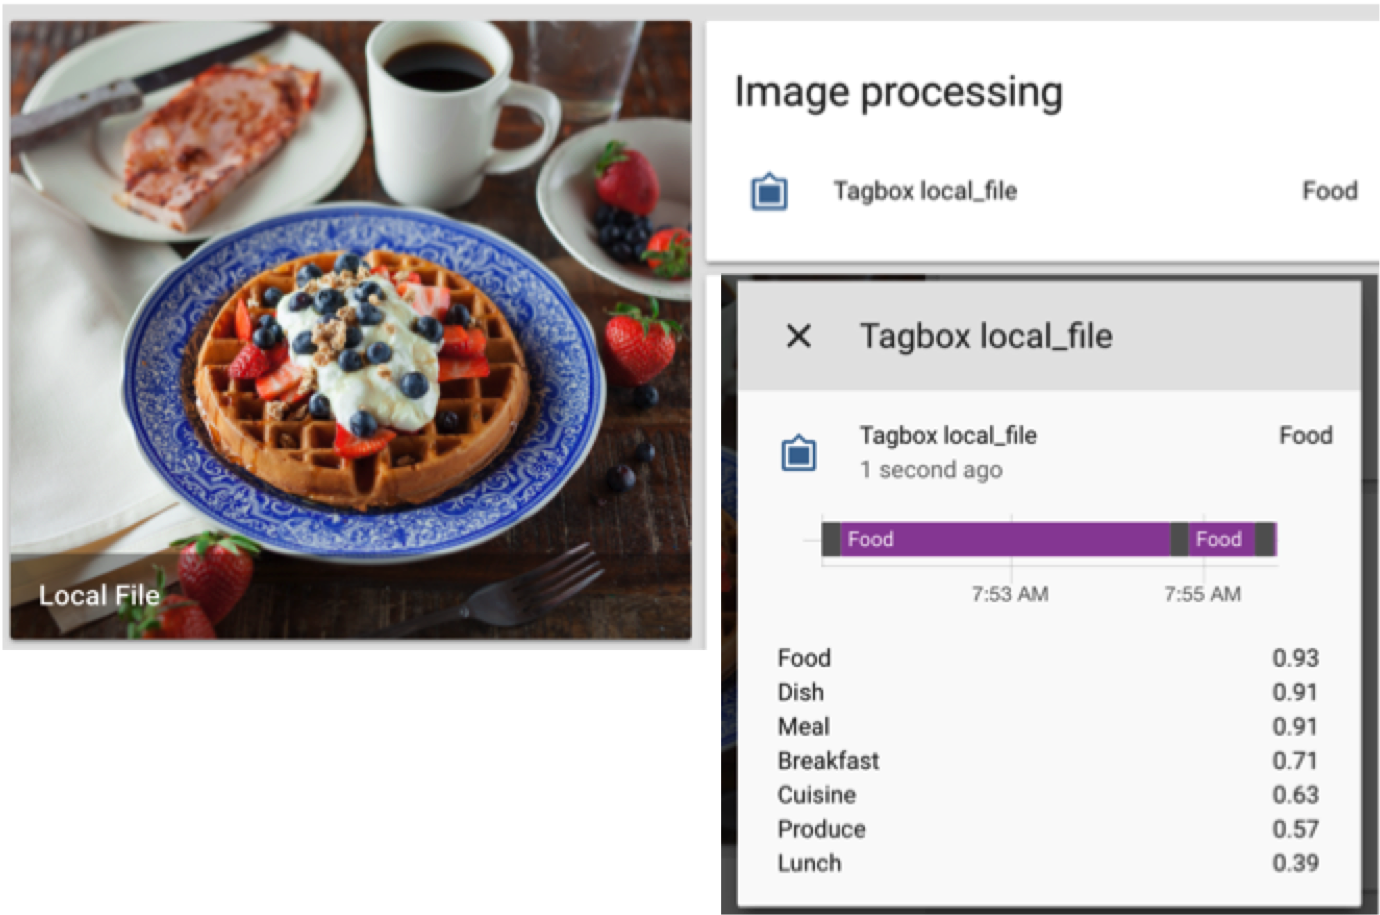 Local File
Image processing
Tagbox local_file Food
Tagbox local_file
Tagbox local_file Food
1 second ago
Food Food
7:53 AM 7:55 AM
Food 0.93
Dish 0.91
Meal 0.91
Breakfast 0.71
Cuisine 0.63
Produce 0.57
Lunch 0.39